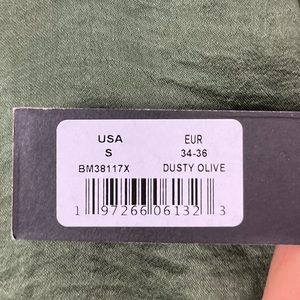 USA EUR
S 34-36
BM38117X DUSTY OLIVE
1 97266 06132 3